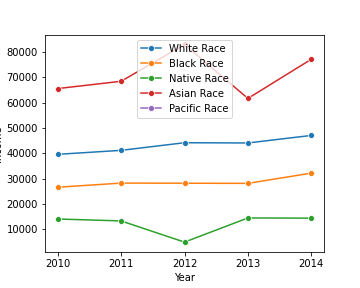 80000
70000
60000
50000
40000
30000
20000
10000
White Race
Black Race
Native Race
Asian Race
Pacific Race
2010 2011 2012 2013 2014
Year